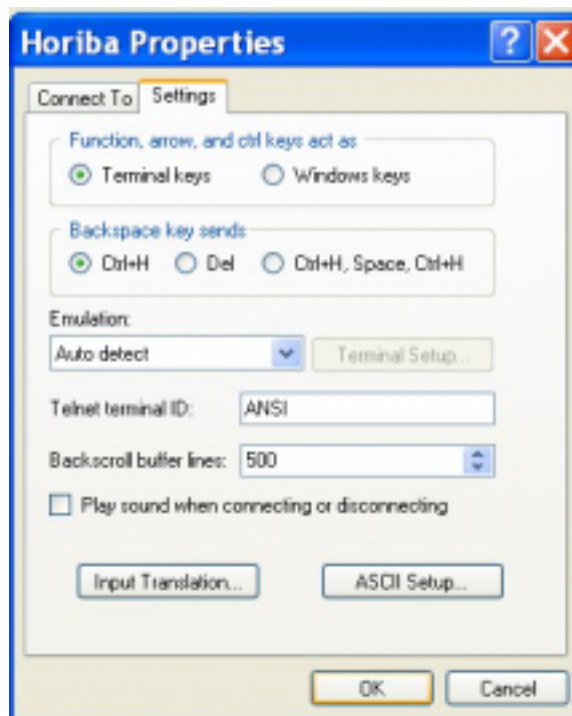 Horiba Properties
Connect To Settings
Function, arrow, and ctrl keys act as
Terminal keys Windows keys
Backspace key sends
Ctrl+H Del Ctrl+H, Space, Ctrl+H
Emulation:
Auto detect Terminal Setup...
Telnet terminal ID: ANSI
Backscroll buffer lines: 500
Play sound when connecting or disconnecting
Input Translation... ASCII Setup...
OK Cancel